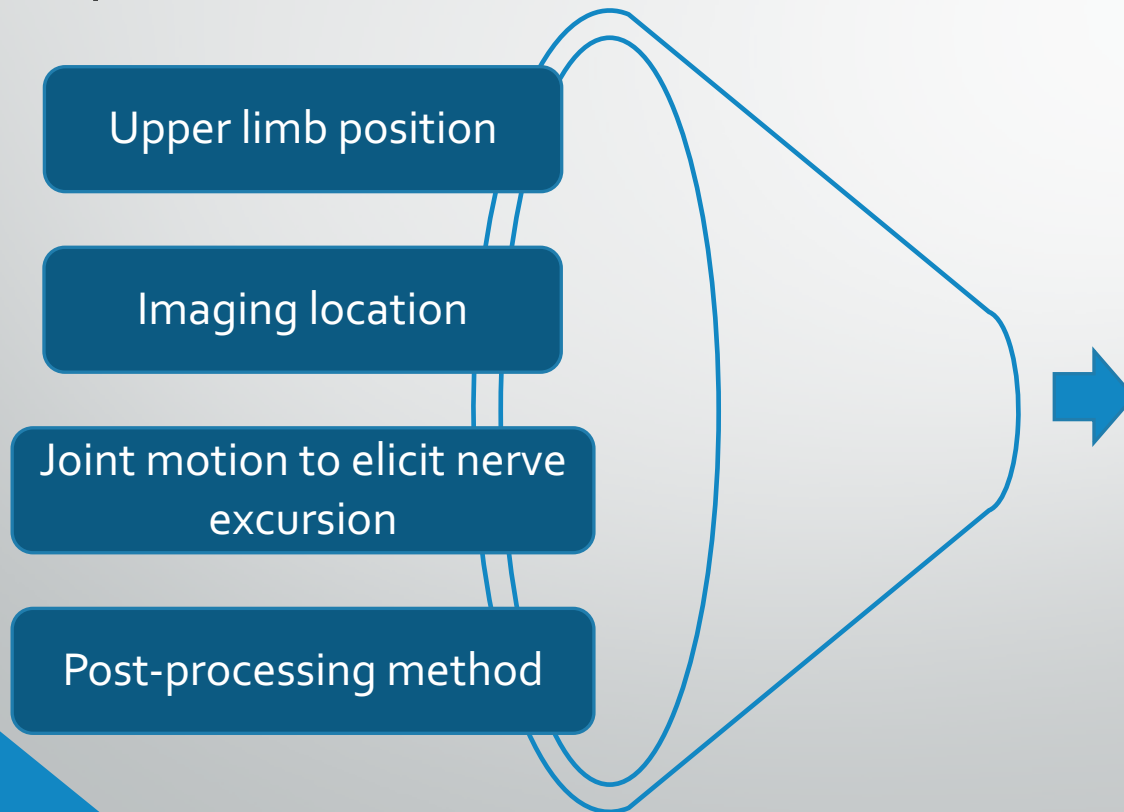 Upper limb position
Imaging location
Joint motion to elicit nerve
excursion
Post-processing method